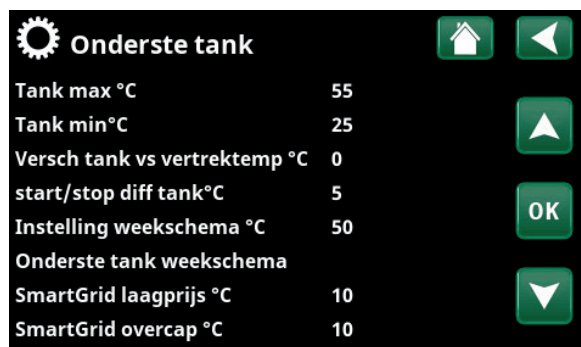 Onderste tank
Tank max °C 55
Tank min°C 25
Versch tank vs vertrektemp °C 0
start/stop diff tank°C 5
Instelling weekschema °C 50
Onderste tank weekschema
SmartGrid laagprijs °C 10
SmartGrid overcap °C 10
OK